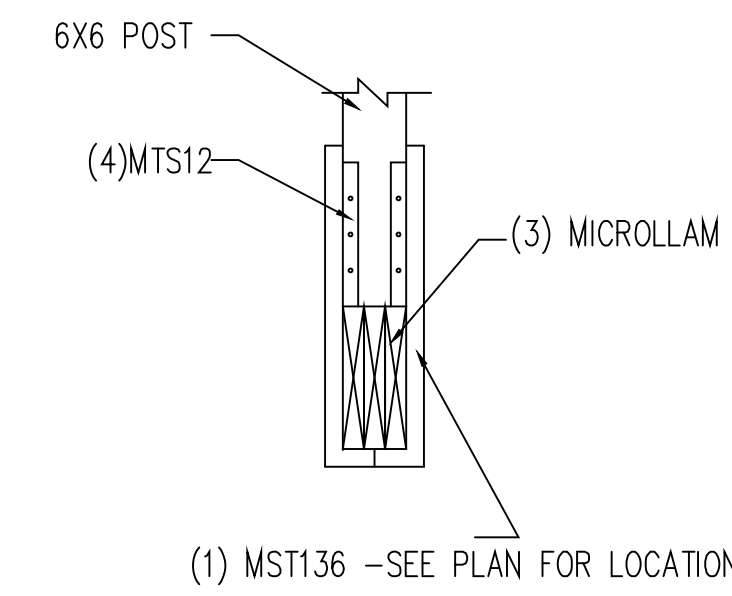 6X6 POST
(4)MTS12
(3) MICROLLAM
(1) MST136 -SEE PLAN FOR LOCATION